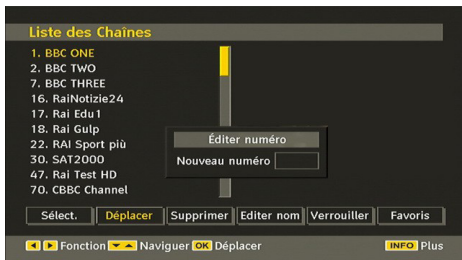 Liste des Chaînes
1. BBC ONE
2. BBC TWO
7. BBC THREE
16. RaiNotizie24
17. Rai Edu1
18. Rai Gulp
22. RAI Sport più
30. SAT2000
47. Rai Test HD
70. CBBC Channel
Éditer numéro
Nouveau numéro
Sélect. Déplacer Supprimer Editer nom Verrouiller Favoris
Fonction Naviguer OK Déplacer INFO Plus